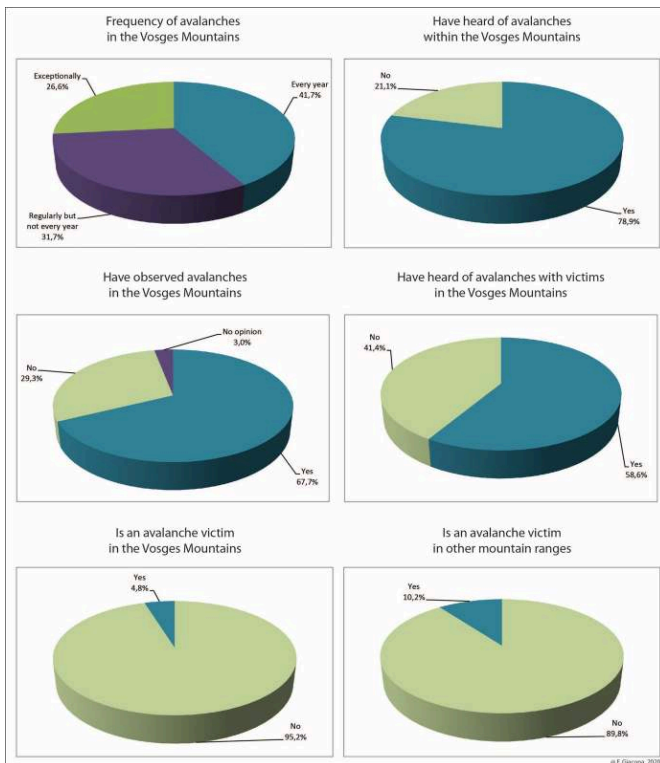 Frequency of avalanches
in the Vosges Mountains
Exceptionally
26,6%
Every year
41,7%
Regularly but
not every year
31,7%
Have heard of avalanches
within the Vosges Mountains
No
21,1%
Yes
78,9%
Have observed avalanches
in the Vosges Mountains
No opinion
3,0%
No
29,3%
Yes
67,7%
Have heard of avalanches with victims
in the Vosges Mountains
No
41,4%
Yes
58,6%
Is an avalanche victim
in the Vosges Mountains
Yes
4,8%
No
95,2%
Is an avalanche victim
in other mountain ranges
Yes
10,2%
No
89,8%